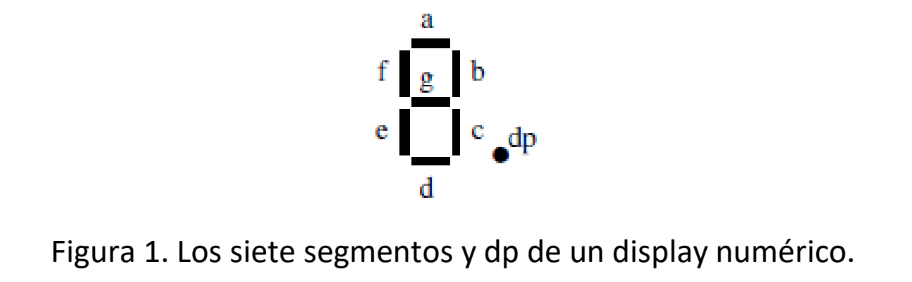 a
f
g
b
e
c
dp
d
Figura 1. Los siete segmentos y dp de un display numérico.